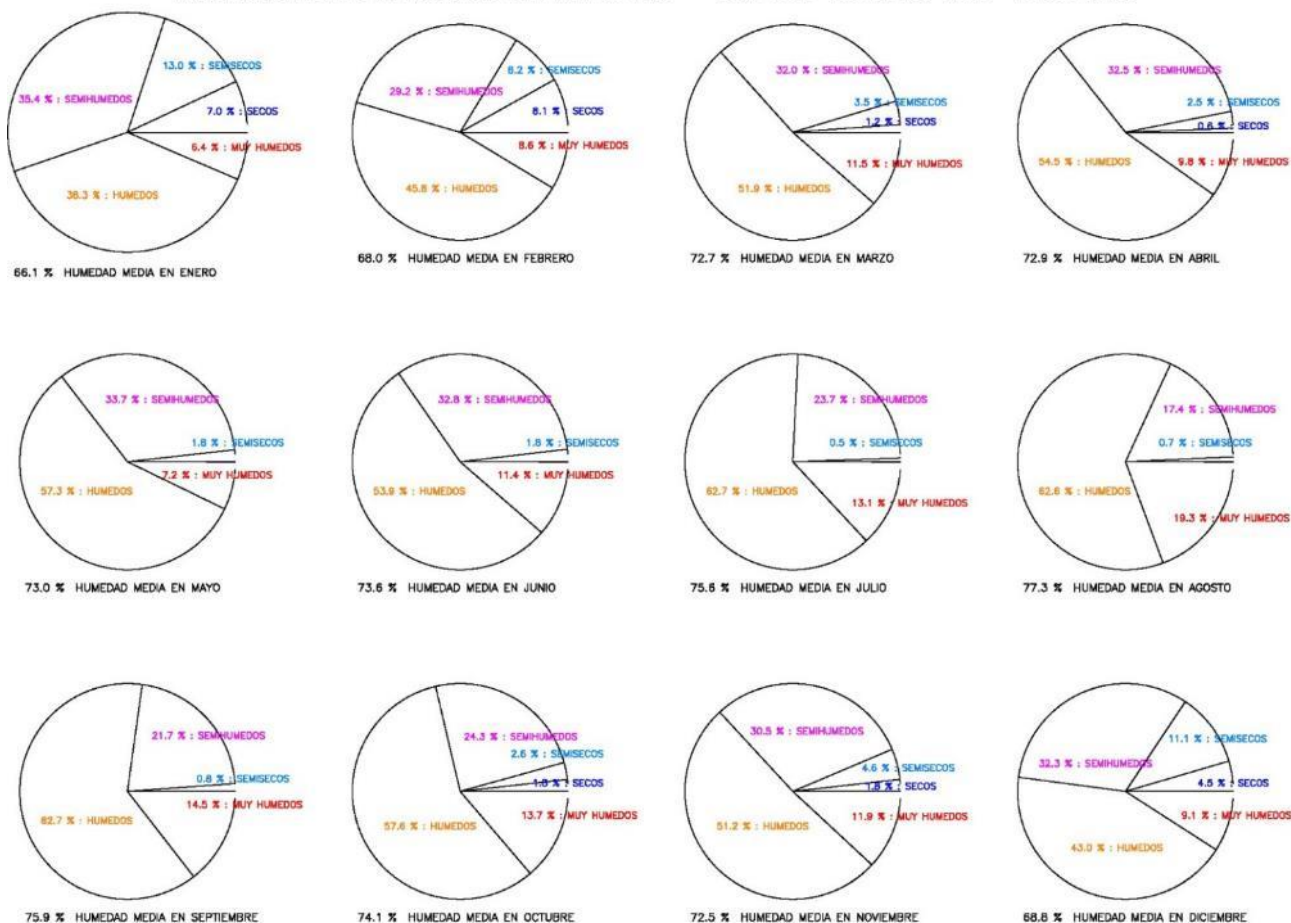 13.0 % : SEMISECOS
35.4 % : SEMIHUMEDOS
7.0 % : SECOS
6.4 % : MUY HUMEDOS
38.3 % : HUMEDOS
66.1 % HUMEDAD MEDIA EN ENERO
8.2 % : SEMISECOS
29.2 % : SEMIHUMEDOS
8.1 % : SECOS
8.6 % : MUY HUMEDOS
45.8 % : HUMEDOS
68.0 % HUMEDAD MEDIA EN FEBRERO
32.0 % : SEMIHUMEDOS
3.5 % : SEMISECOS
1.2 % : SECOS
11.5 % : MUY HUMEDOS
51.9 % : HUMEDOS
72.7 % HUMEDAD MEDIA EN MARZO
32.5 % : SEMIHUMEDOS
2.5 % : SEMISECOS
0.6 % : SECOS
9.8 % : MUY HUMEDOS
54.5 % : HUMEDOS
72.9 % HUMEDAD MEDIA EN ABRIL
33.7 % : SEMIHUMEDOS
1.8 % : SEMISECOS
7.2 % : MUY HUMEDOS
57.3 % : HUMEDOS
73.0 % HUMEDAD MEDIA EN MAYO
32.8 % : SEMIHUMEDOS
1.8 % : SEMISECOS
11.4 % : MUY HUMEDOS
53.9 % : HUMEDOS
73.6 % HUMEDAD MEDIA EN JUNIO
23.7 % : SEMIHUMEDOS
0.5 % : SEMISECOS
62.7 % : HUMEDOS
13.1 % : MUY HUMEDOS
75.6 % HUMEDAD MEDIA EN JULIO
17.4 % : SEMIHUMEDOS
0.7 % : SEMISECOS
62.6 % : HUMEDOS
19.3 % : MUY HUMEDOS
77.3 % HUMEDAD MEDIA EN AGOSTO
21.7 % : SEMIHUMEDOS
0.8 % : SEMISECOS
14.5 % : MUY HUMEDOS
62.7 % : HUMEDOS
75.9 % HUMEDAD MEDIA EN SEPTIEMBRE
24.3 % : SEMIHUMEDOS
2.6 % : SEMISECOS
1.8 % : SECOS
13.7 % : MUY HUMEDOS
57.6 % : HUMEDOS
74.1 % HUMEDAD MEDIA EN OCTUBRE
30.5 % : SEMIHUMEDOS
4.6 % : SEMISECOS
1.8 % : SECOS
11.9 % : MUY HUMEDOS
51.2 % : HUMEDOS
72.5 % HUMEDAD MEDIA EN NOVIEMBRE
11.1 % : SEMISECOS
32.3 % : SEMIHUMEDOS
4.5 % : SECOS
9.1 % : MUY HUMEDOS
43.0 % : HUMEDOS
68.8 % HUMEDAD MEDIA EN DICIEMBRE